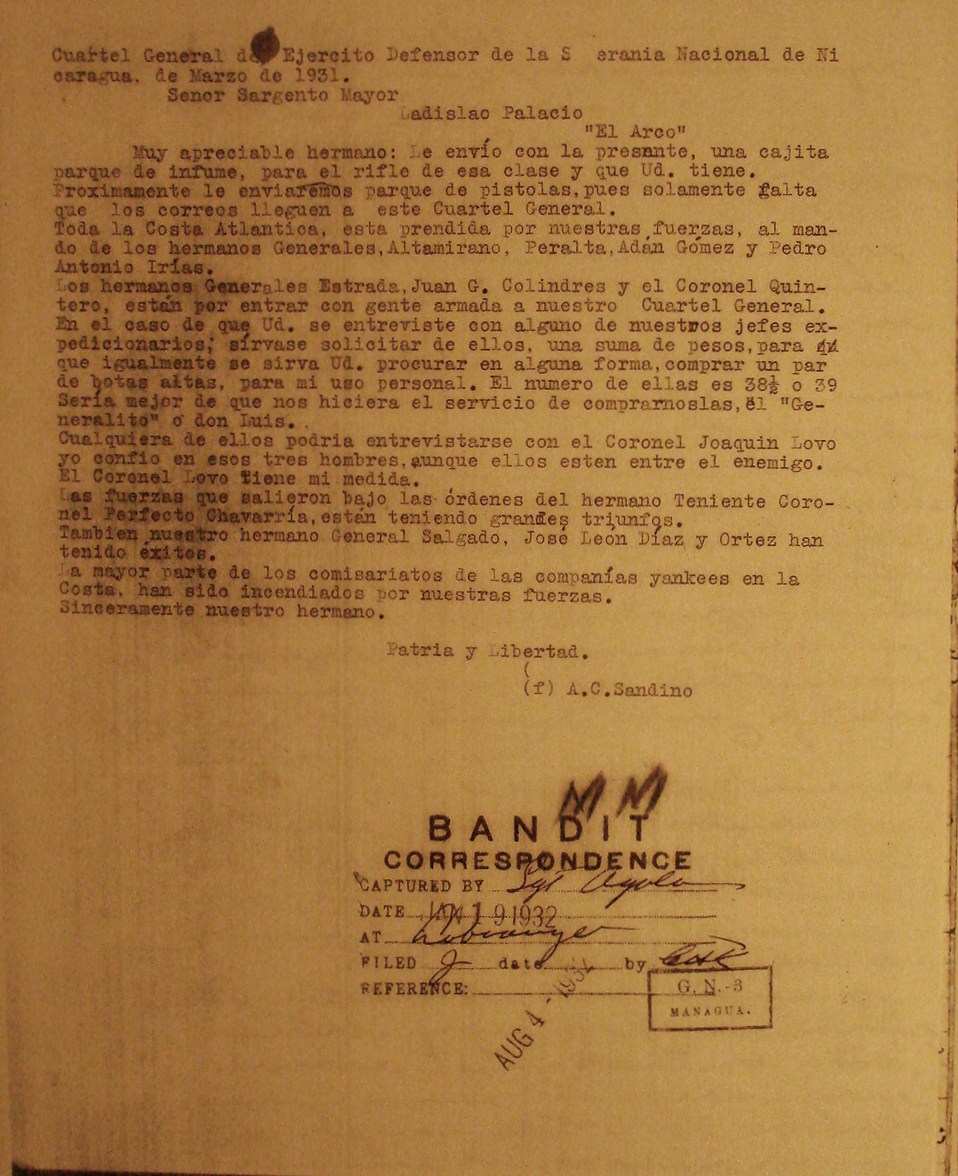 Cuartel General Ejercito Defensor de la S erania Nacional de Ni
caragua. de Marzo de 1931.
Senor Sargento Mayor
Ladislao Palacio
"El Arco"
Muy apreciable hermano: Le envío con la presente, una cajita
parque de infume, para el rifle de esa clase y que Ud. tiene.
Proximamente le enviaremos parque de pistolas,pues solamente falta
que los correos lleguen a este Cuartel General.
Toda la Costa Atlantica, esta prendida por nuestras fuerzas, al man-
do de los hermanos Generales,Altamirano, Peralta,Adán Gómez y Pedro
Antonio Irías.
Los hermanos Generales Estrada,Juan G. Colindres y el Coronel Quin-
tero, están por entrar con gente armada a nuestro Cuartel General.
En el caso de que Ud. se entreviste con alguno de nuestros jefes ex-
pedicionarios, sírvase solicitar de ellos, una suma de pesos,para
que igualmente se sirva Ud. procurar en alguna forma, comprar un par
de botas altas, para mi uso personal. El numero de ellas es 38½ o 39
Sería mejor de que nos hiciera el servicio de comprarnoslas, el "Ge-
neralito" o don Luis.
Cualquiera de ellos podria entrevistarse con el Coronel Joaquin Lovo
yo confio en esos tres hombres,aunque ellos esten entre el enemigo.
El Coronel Lovo tiene mi medida.
Las fuerzas que salieron bajo las órdenes del hermano Teniente Coro-
nel Perfecto Chavarría,están teniendo grandes triunfos.
Tambien nuestro hermano General Salgado, José León Díaz y Ortez han
tenido éxitos.
La mayor parte de los comisariatos de las companías yankees en la
Costa, han sido incendiados por nuestras fuerzas.
Sinceramente nuestro hermano.
Patria y Libertad.
(
(f) A.C.Sandino
M M
BANDIT
CORRESPONDENCE
CAPTURED BY Sgt
DATE 19 1932
AT
FILED date by
REFERENCE:
G. N.-3
MANAGUA.
AUG 4